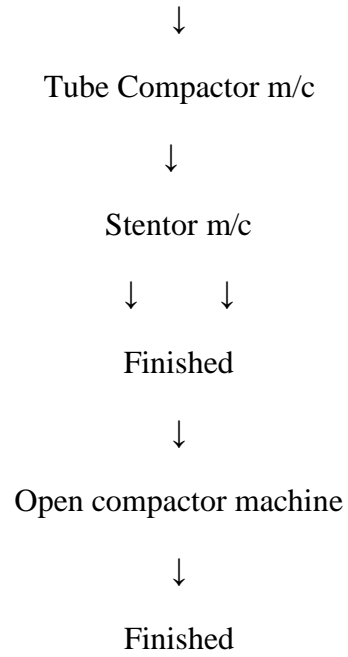 ↓
Tube Compactor m/c
↓
Stentor m/c
↓ ↓
Finished
↓
Open compactor machine
↓
Finished